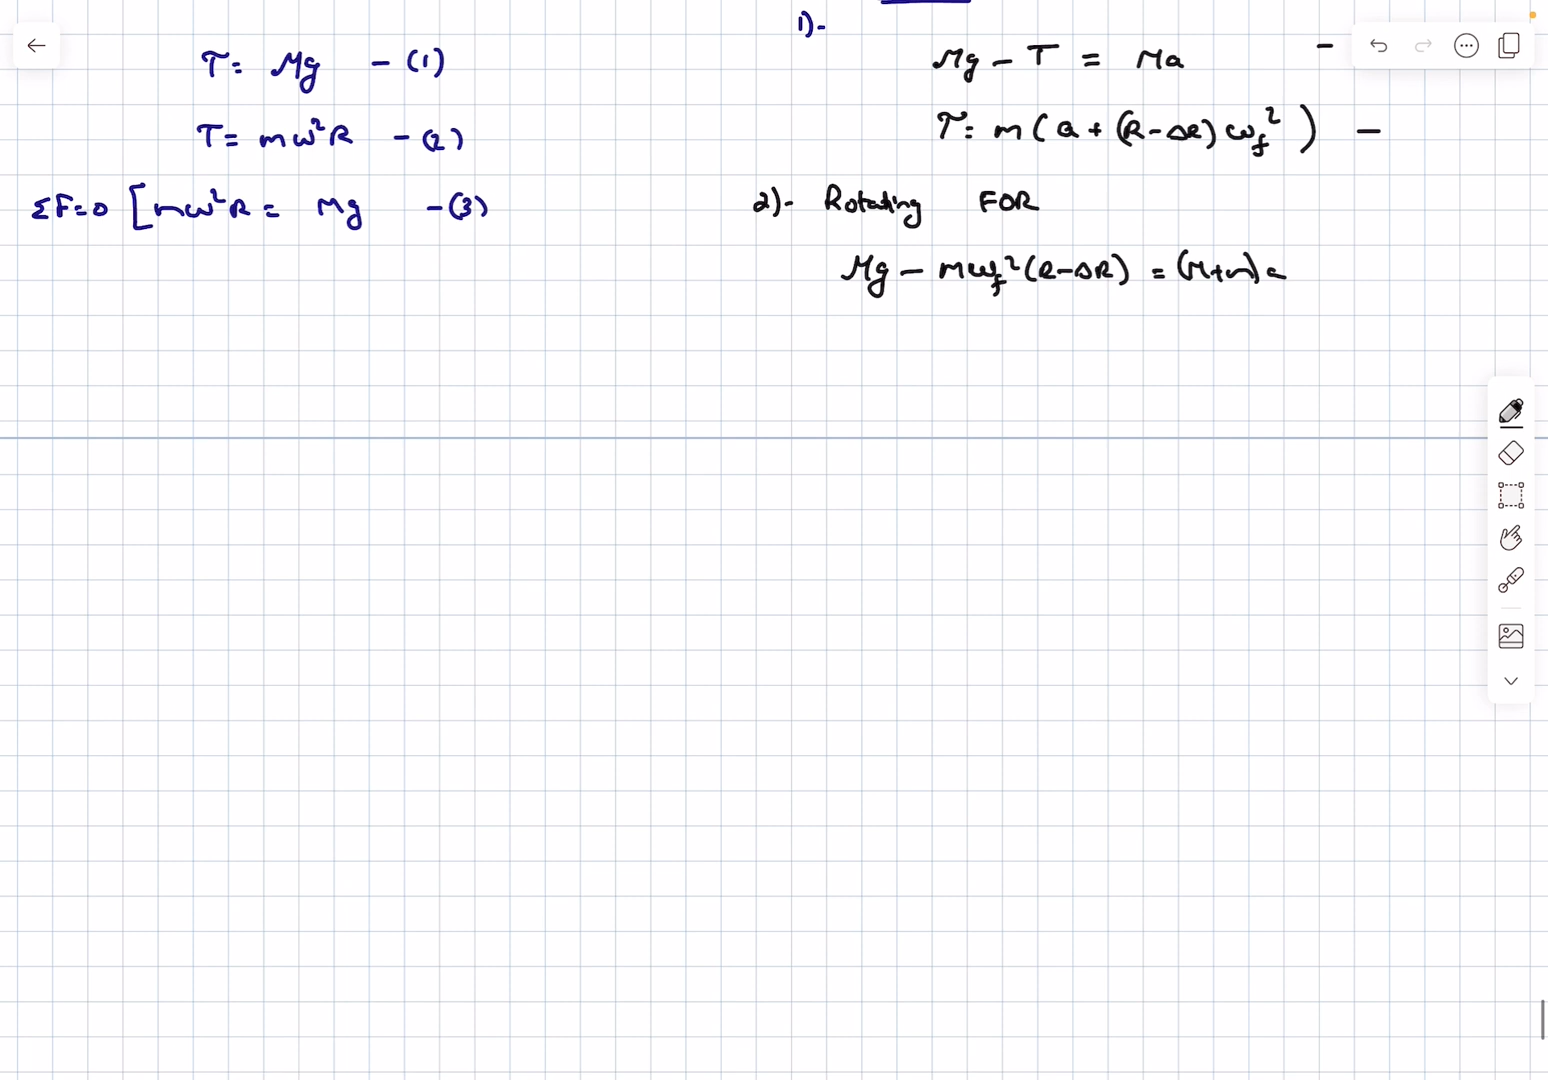 T = Mg - (1)
T = mω²R - (2)
ΣF=0 [mω²R = Mg - (3)
1)-
Mg - T = Ma -
T = m(a + (R-ΔR)ω_f²) -
2)- Rotating FOR
Mg - mω_f²(R-ΔR) = (M+m)a